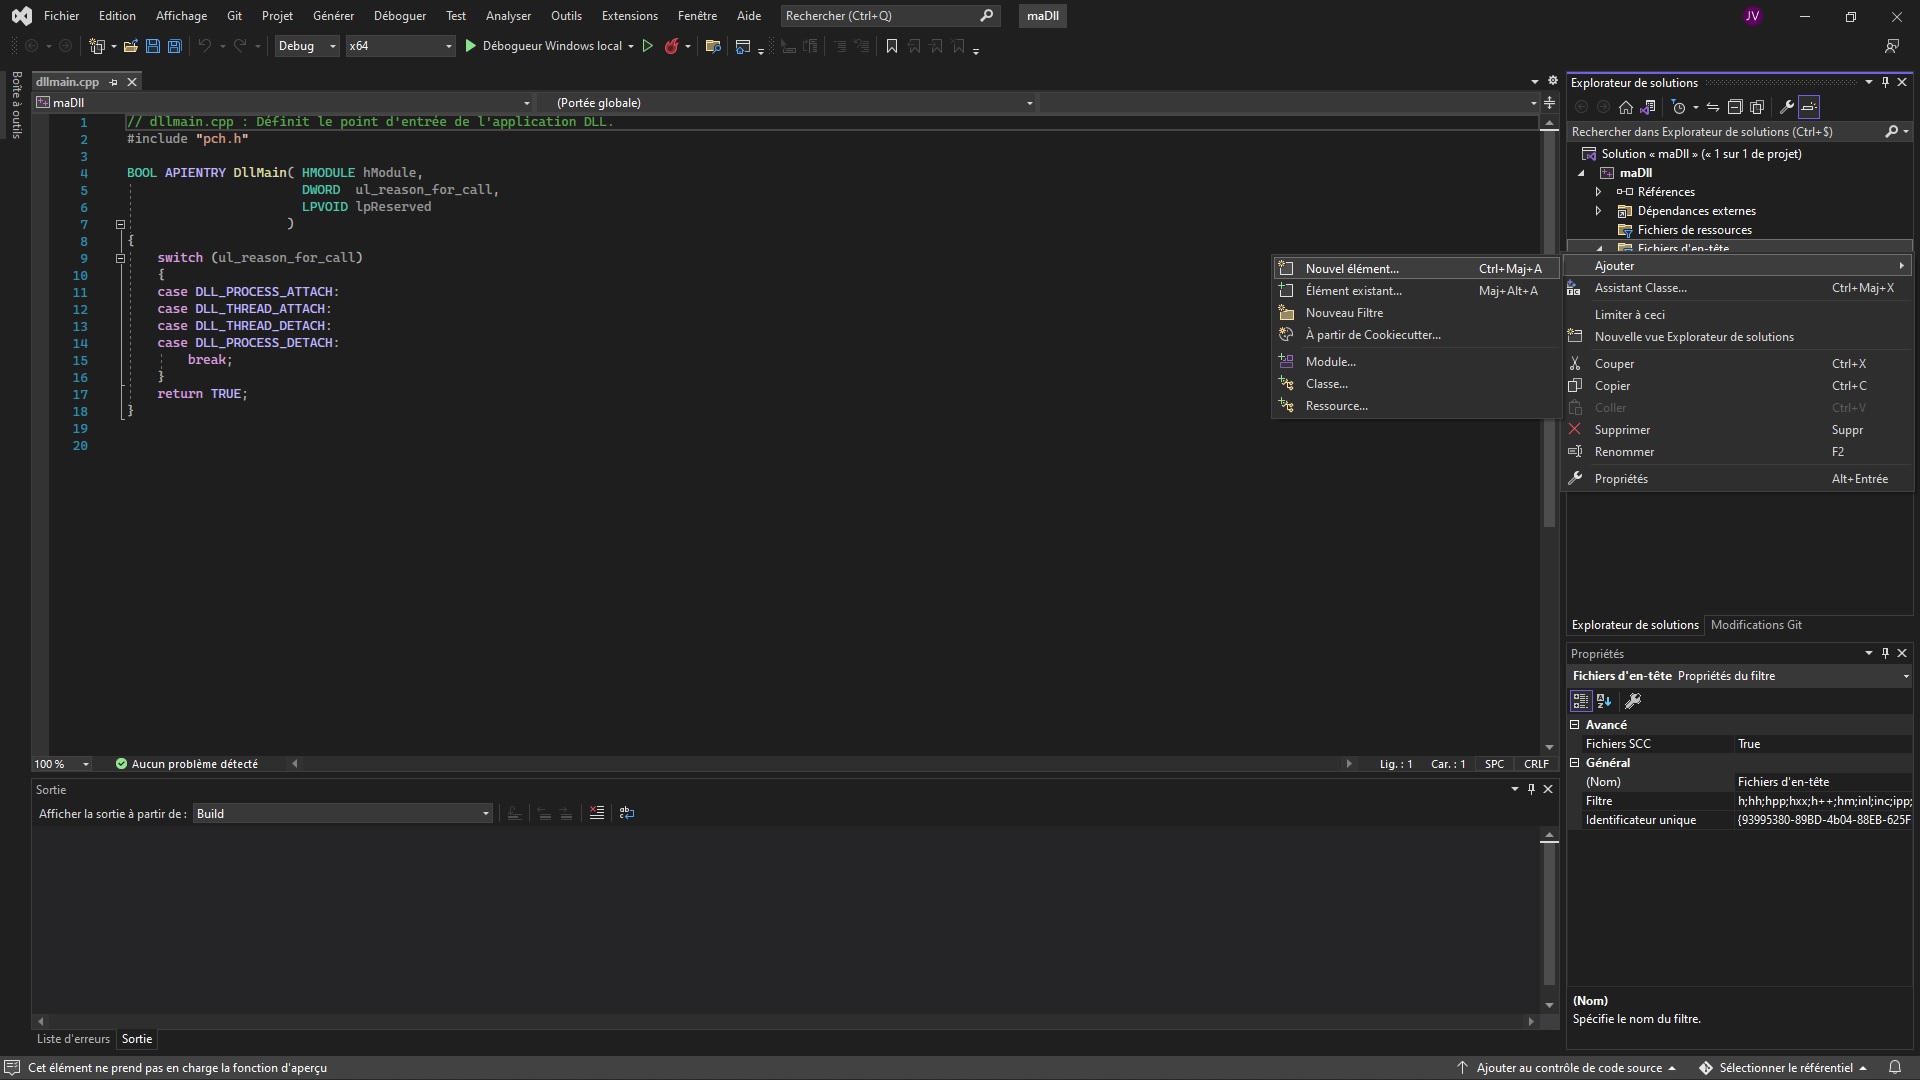 Fichier Edition Affichage Git Projet Générer Déboguer Test Analyser Outils Extensions Fenêtre Aide Rechercher (Ctrl+Q) maDll JV
Debug x64 Débogueur Windows local
Boîte à outils
dllmain.cpp
maDll (Portée globale)
1 // dllmain.cpp : Définit le point d'entrée de l'application DLL.
2 #include "pch.h"
3
4 BOOL APIENTRY DllMain( HMODULE hModule,
5 DWORD ul_reason_for_call,
6 LPVOID lpReserved
7 )
8 {
9 switch (ul_reason_for_call)
10 {
11 case DLL_PROCESS_ATTACH:
12 case DLL_THREAD_ATTACH:
13 case DLL_THREAD_DETACH:
14 case DLL_PROCESS_DETACH:
15 break;
16 }
17 return TRUE;
18 }
19
20
100 % Aucun problème détecté Lig. : 1 Car. : 1 SPC CRLF
Sortie
Afficher la sortie à partir de : Build
Liste d'erreurs Sortie
Nouvel élément... Ctrl+Maj+A
Élément existant... Maj+Alt+A
Nouveau Filtre
À partir de Cookiecutter...
Module...
Classe...
Ressource...
Explorateur de solutions
Rechercher dans Explorateur de solutions (Ctrl+$)
Solution « maDll » (« 1 sur 1 de projet)
maDll
Références
Dépendances externes
Fichiers de ressources
Fichiers d'en-tête
Ajouter
Assistant Classe... Ctrl+Maj+X
Limiter à ceci
Nouvelle vue Explorateur de solutions
Couper Ctrl+X
Copier Ctrl+C
Coller Ctrl+V
Supprimer Suppr
Renommer F2
Propriétés Alt+Entrée
Explorateur de solutions Modifications Git
Propriétés
Fichiers d'en-tête Propriétés du filtre
Avancé
Fichiers SCC True
Général
(Nom) Fichiers d'en-tête
Filtre h;hh;hpp;hxx;h++;hm;inl;inc;ipp;
Identificateur unique {93995380-89BD-4b04-88EB-625F
(Nom)
Spécifie le nom du filtre.
Cet élément ne prend pas en charge la fonction d'aperçu Ajouter au contrôle de code source Sélectionner le référentiel